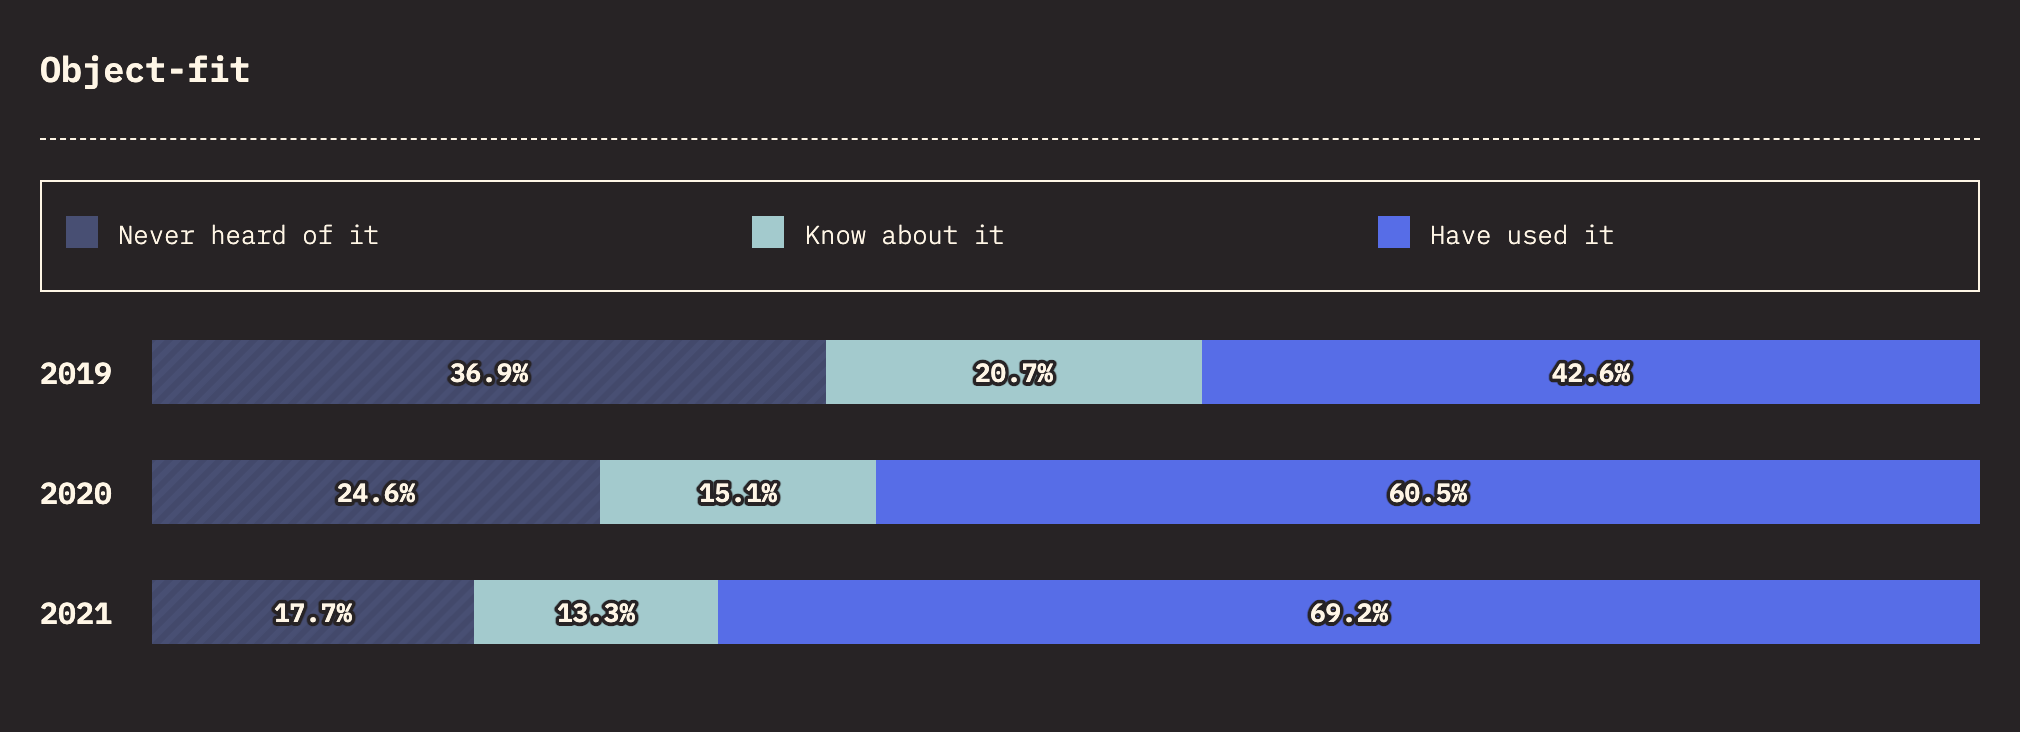 Object-fit
Never heard of it Know about it Have used it
2019 36.9% 20.7% 42.6%
2020 24.6% 15.1% 60.5%
2021 17.7% 13.3% 69.2%